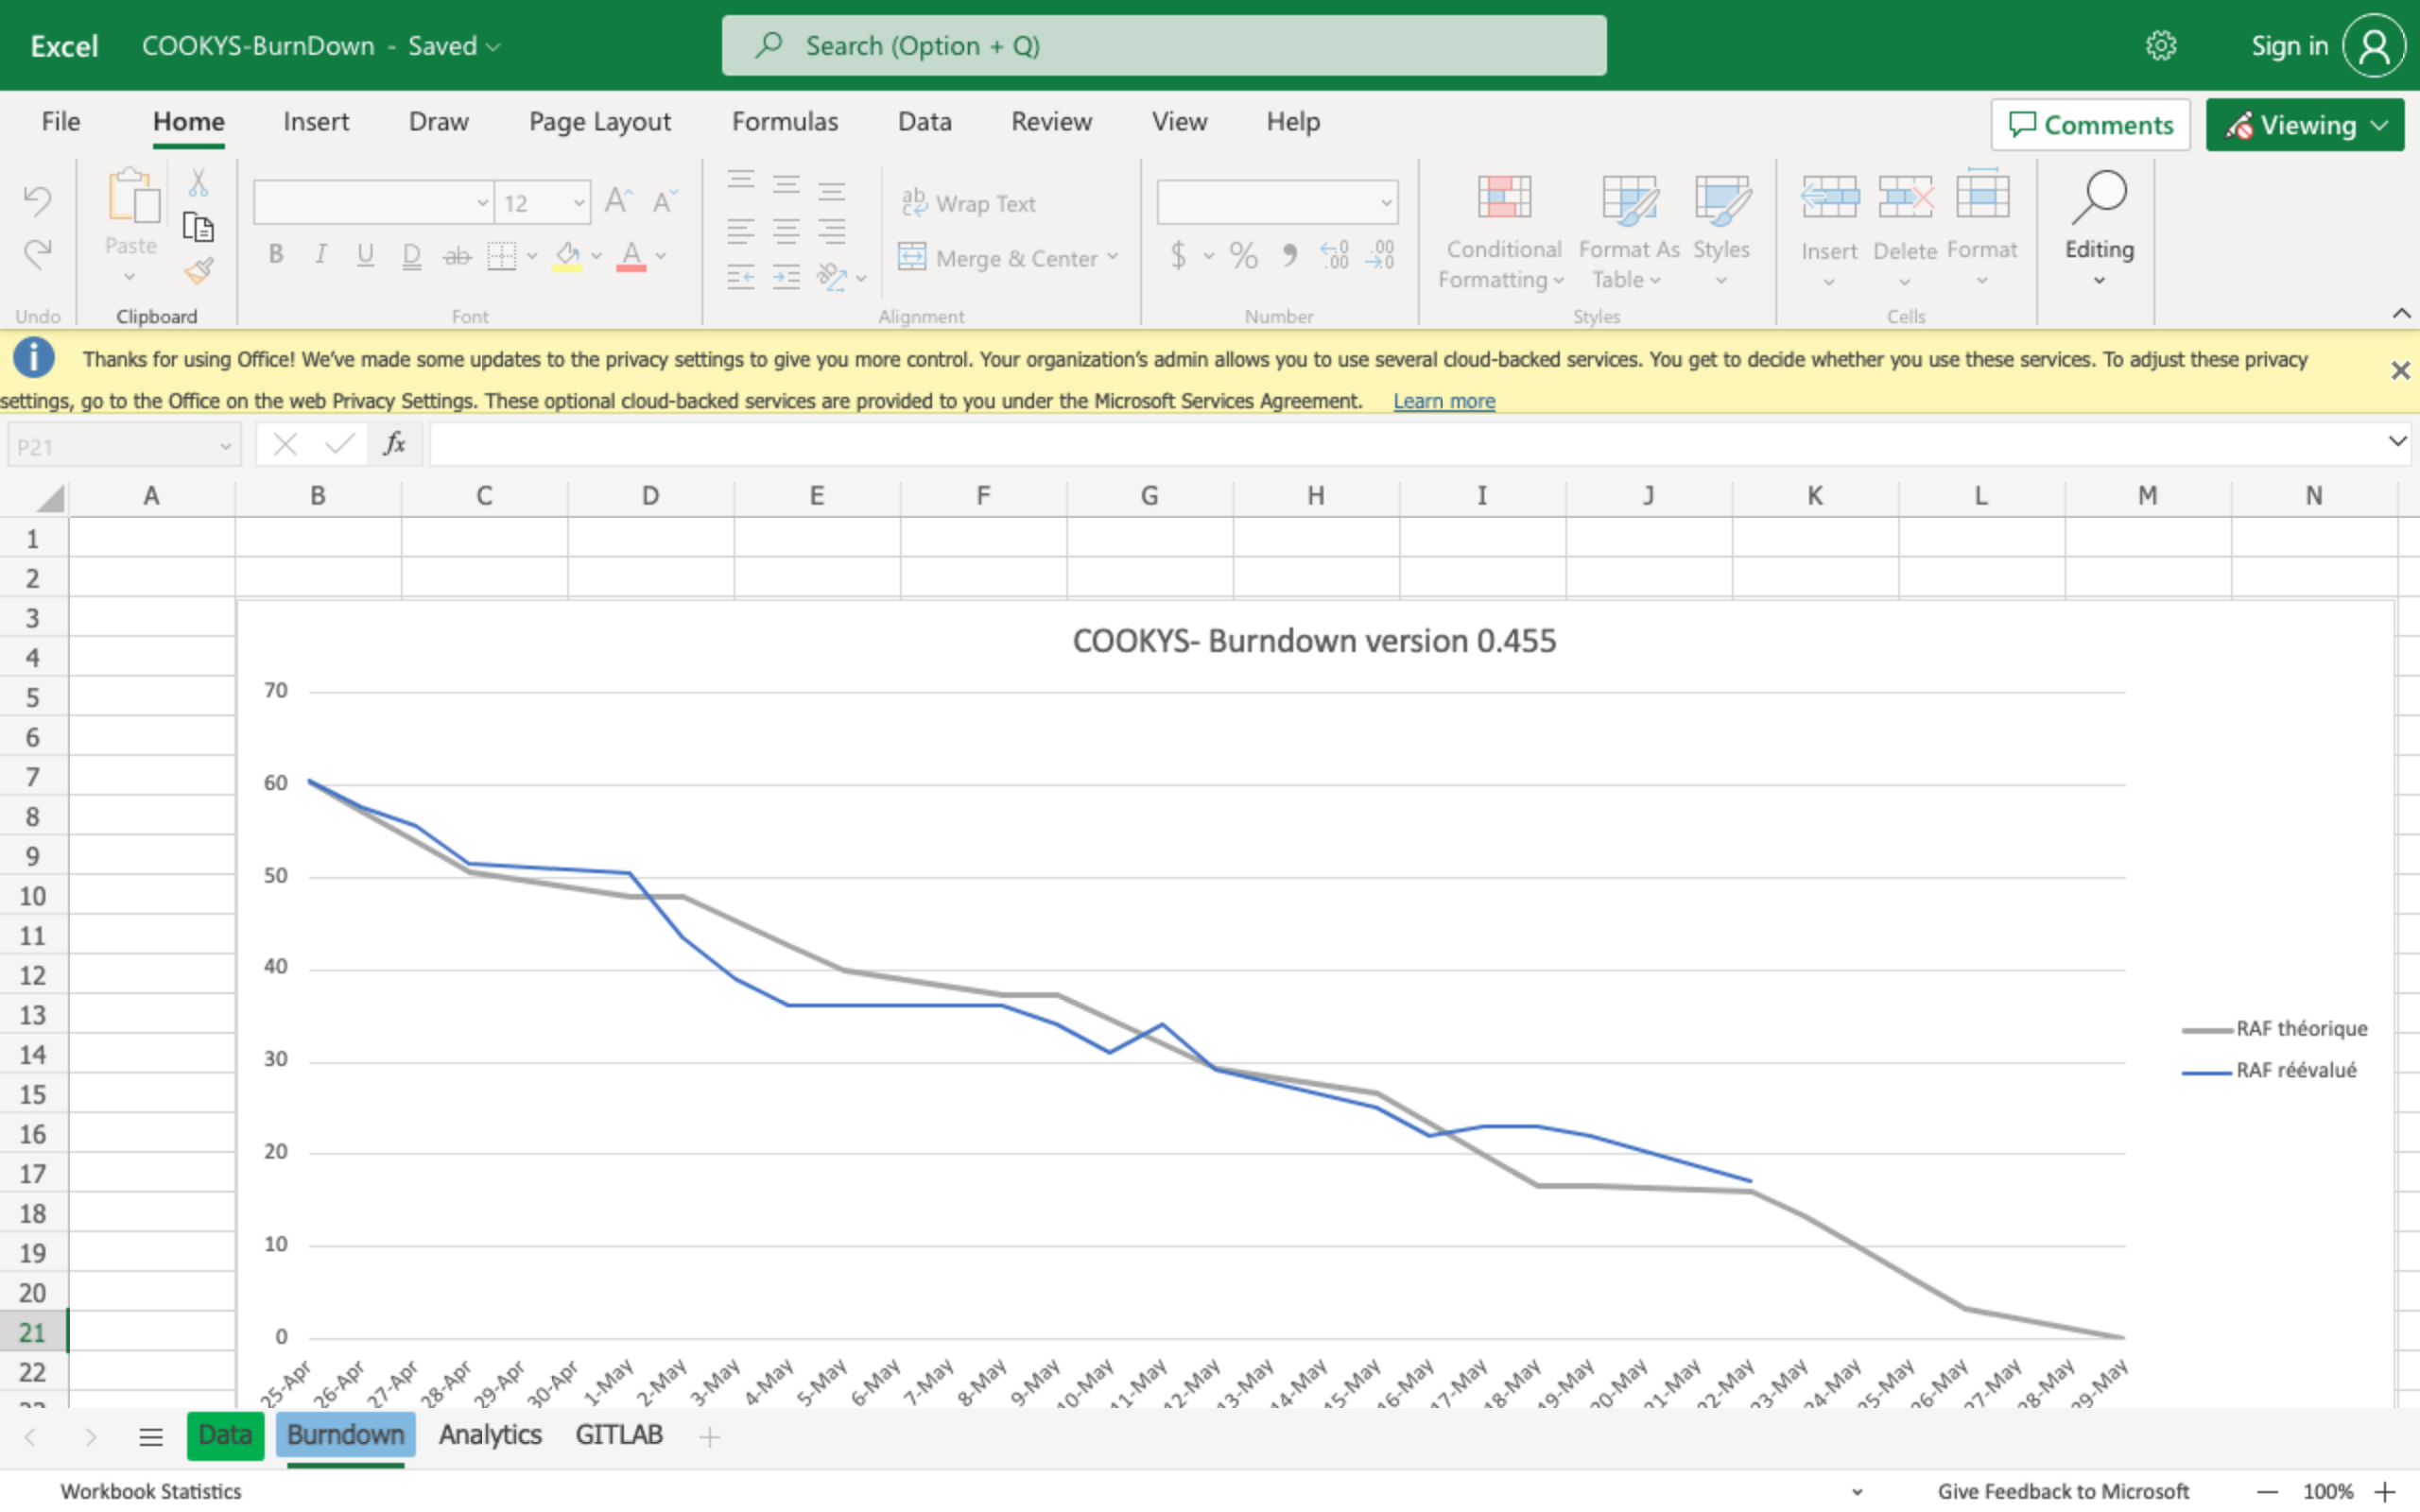 Excel COOKYS-BurnDown - Saved Search (Option + Q) Sign in
File Home Insert Draw Page Layout Formulas Data Review View Help Comments Viewing
Paste 12 A A ab c Wrap Text
B I U D ab A Merge & Center $ % 9 .00 .00 Conditional Formatting Format As Table Styles Insert Delete Format Editing
Undo Clipboard Font Alignment Number Styles Cells
Thanks for using Office! We've made some updates to the privacy settings to give you more control. Your organization's admin allows you to use several cloud-backed services. You get to decide whether you use these services. To adjust these privacy
settings, go to the Office on the web Privacy Settings. These optional cloud-backed services are provided to you under the Microsoft Services Agreement. Learn more
P21 fx
A B C D E F G H I J K L M N
1
2
3
4
5
6
7
8
9
10
11
12
13
14
15
16
17
18
19
20
21
22
COOKYS- Burndown version 0.455
70
60
50
40
30
20
10
0
RAF théorique
RAF réévalué
25-Apr 26-Apr 27-Apr 28-Apr 29-Apr 30-Apr 1-May 2-May 3-May 4-May 5-May 6-May 7-May 8-May 9-May 10-May 11-May 12-May 13-May 14-May 15-May 16-May 17-May 18-May 19-May 20-May 21-May 22-May 23-May 24-May 25-May 26-May 27-May 28-May 29-May
Data Burndown Analytics GITLAB
Workbook Statistics Give Feedback to Microsoft 100%